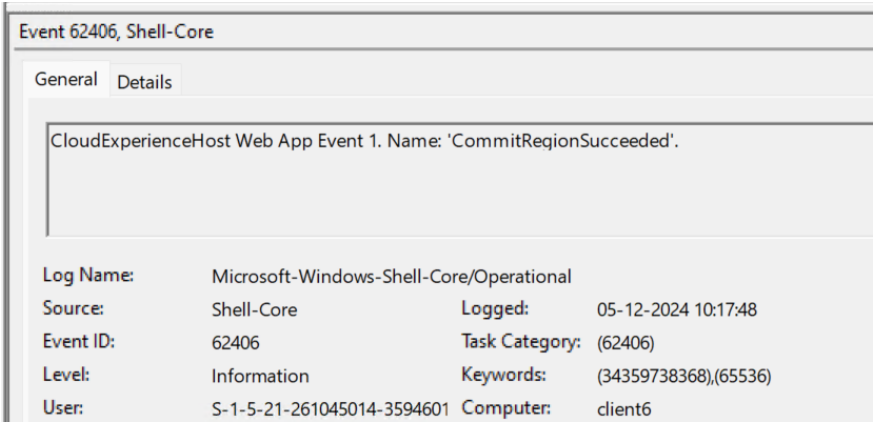 Event 62406, Shell-Core
General Details
CloudExperienceHost Web App Event 1. Name: 'CommitRegionSucceeded'.
Log Name: Microsoft-Windows-Shell-Core/Operational
Source: Shell-Core Logged: 05-12-2024 10:17:48
Event ID: 62406 Task Category: (62406)
Level: Information Keywords: (34359738368),(65536)
User: S-1-5-21-261045014-3594601 Computer: client6